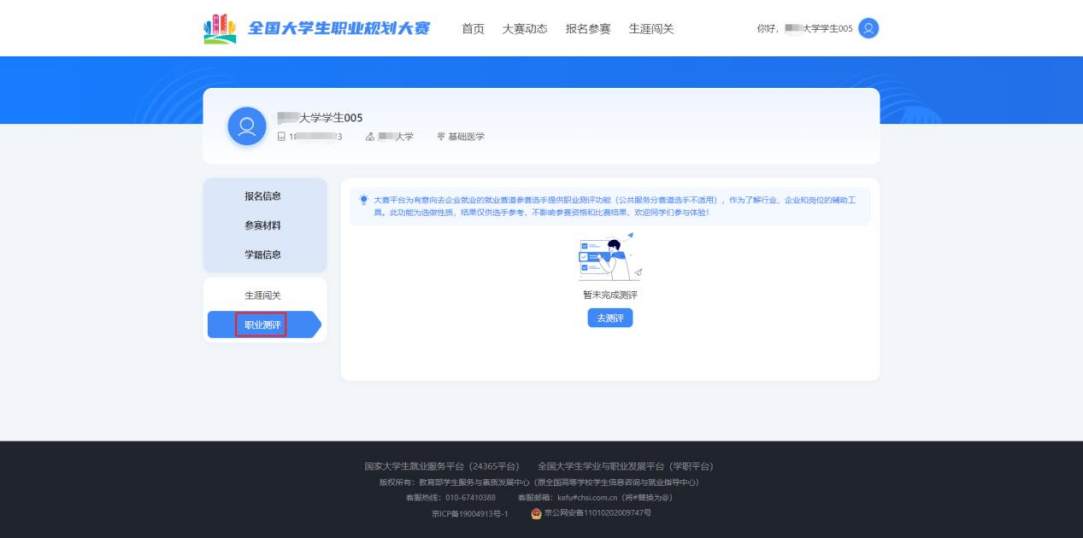 全国大学生职业规划大赛
首页 大赛动态 报名参赛 生涯闯关
你好, 大学学生005
大学学生005
大学 基础医学
报名信息
参赛材料
学籍信息
生涯闯关
职业测评
大赛平台为有意向去企业就业的就业赛道参赛选手提供职业测评功能(公共服务分赛道选手不适用),作为了解行业、企业和岗位的辅助工
具。此功能为选做性质,结果仅供选手参考,不影响参赛资格和比赛结果,欢迎同学们参与体验!
暂未完成测评
去测评
国家大学生就业服务平台(24365平台) 全国大学生学业与职业发展平台(学职平台)
版权所有:教育部学生服务与素质发展中心(原全国高等学校学生信息咨询与就业指导中心)
客服热线:010-67410388 客服邮箱:kefu#chsi.com.cn(将#替换为@)
京ICP备19004913号-1 京公网安备11010202009747号